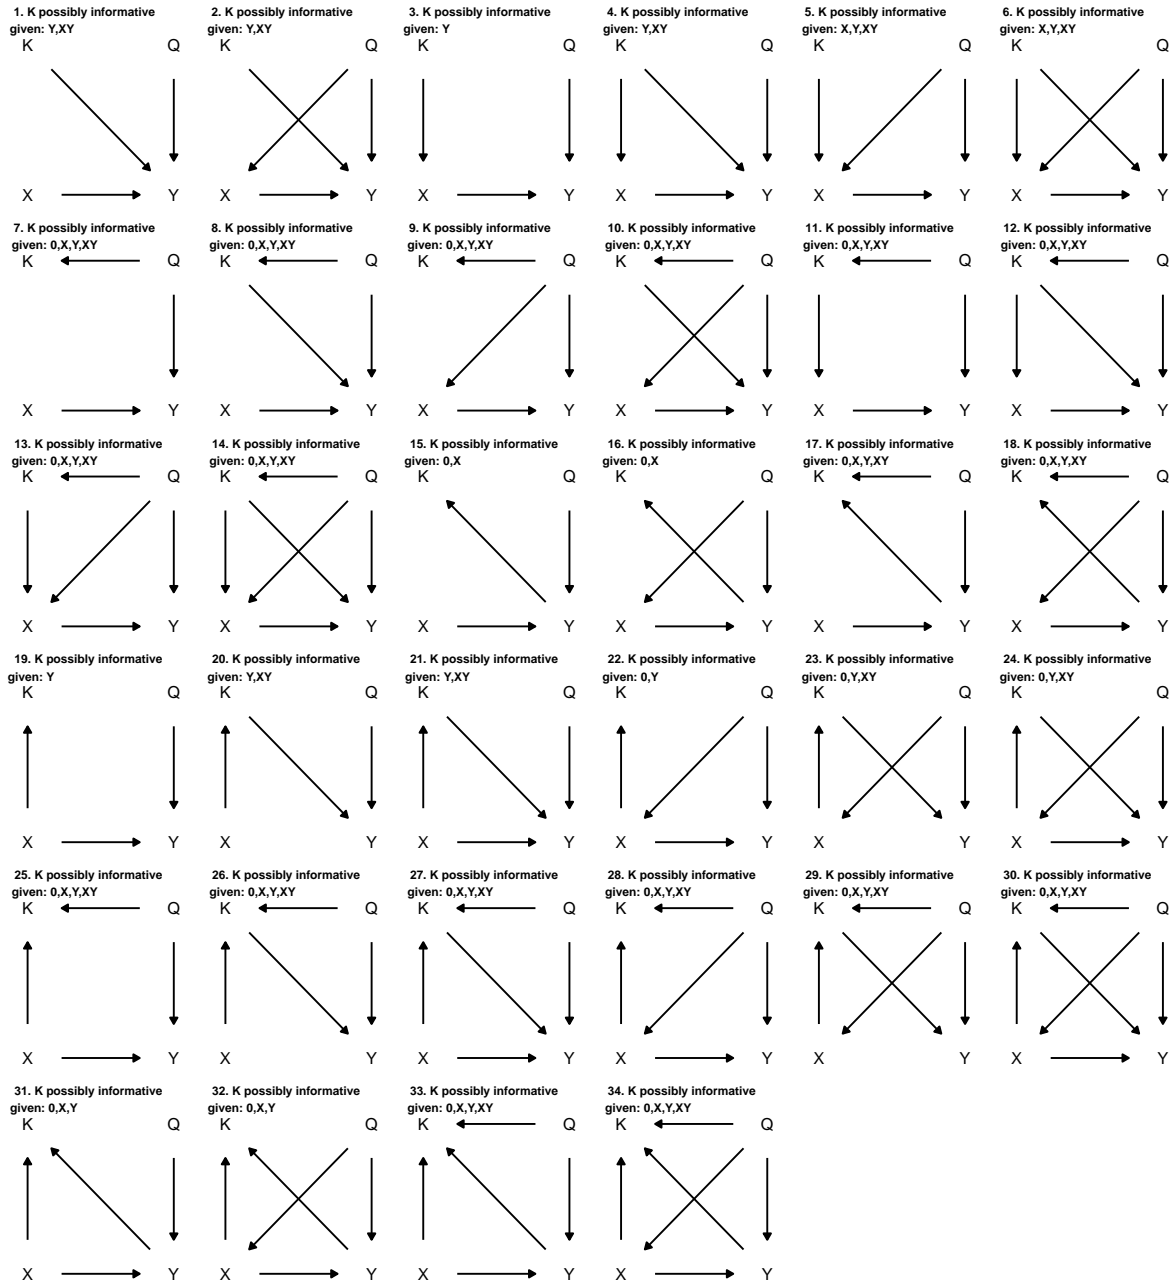 1. K possibly informative
given: Y,XY
K Q
X Y
2. K possibly informative
given: Y,XY
K Q
X Y
3. K possibly informative
given: Y
K Q
X Y
4. K possibly informative
given: Y,XY
K Q
X Y
5. K possibly informative
given: X,Y,XY
K Q
X Y
6. K possibly informative
given: X,Y,XY
K Q
X Y
7. K possibly informative
given: 0,X,Y,XY
K Q
X Y
8. K possibly informative
given: 0,X,Y,XY
K Q
X Y
9. K possibly informative
given: 0,X,Y,XY
K Q
X Y
10. K possibly informative
given: 0,X,Y,XY
K Q
X Y
11. K possibly informative
given: 0,X,Y,XY
K Q
X Y
12. K possibly informative
given: 0,X,Y,XY
K Q
X Y
13. K possibly informative
given: 0,X,Y,XY
K Q
X Y
14. K possibly informative
given: 0,X,Y,XY
K Q
X Y
15. K possibly informative
given: 0,X
K Q
X Y
16. K possibly informative
given: 0,X
K Q
X Y
17. K possibly informative
given: 0,X,Y,XY
K Q
X Y
18. K possibly informative
given: 0,X,Y,XY
K Q
X Y
19. K possibly informative
given: Y
K Q
X Y
20. K possibly informative
given: Y,XY
K Q
X Y
21. K possibly informative
given: Y,XY
K Q
X Y
22. K possibly informative
given: 0,Y
K Q
X Y
23. K possibly informative
given: 0,Y,XY
K Q
X Y
24. K possibly informative
given: 0,Y,XY
K Q
X Y
25. K possibly informative
given: 0,X,Y,XY
K Q
X Y
26. K possibly informative
given: 0,X,Y,XY
K Q
X Y
27. K possibly informative
given: 0,X,Y,XY
K Q
X Y
28. K possibly informative
given: 0,X,Y,XY
K Q
X Y
29. K possibly informative
given: 0,X,Y,XY
K Q
X Y
30. K possibly informative
given: 0,X,Y,XY
K Q
X Y
31. K possibly informative
given: 0,X,Y
K Q
X Y
32. K possibly informative
given: 0,X,Y
K Q
X Y
33. K possibly informative
given: 0,X,Y,XY
K Q
X Y
34. K possibly informative
given: 0,X,Y,XY
K Q
X Y